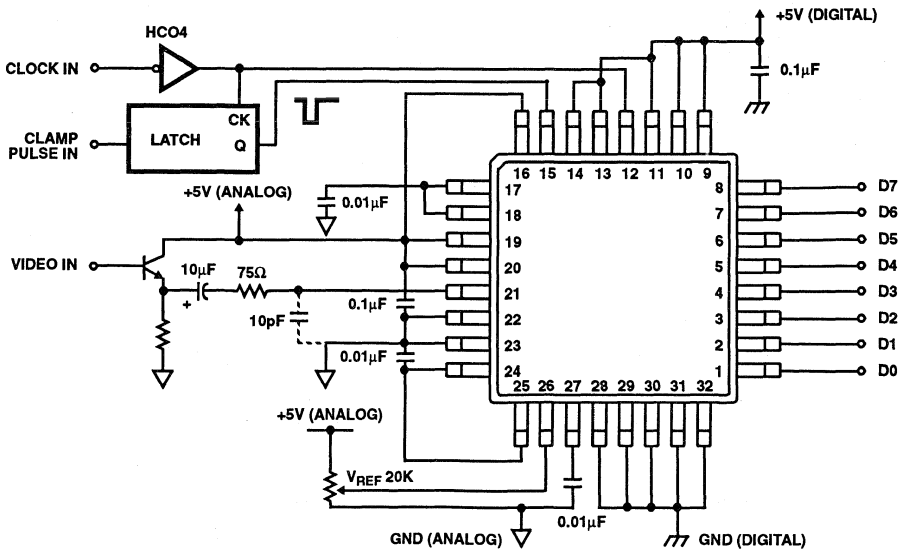 HCO4
+5V (DIGITAL)
CLOCK IN
0.1µF
CK
CLAMP
PULSE IN
LATCH
Q
16 15 14 13 12 11 10 9
+5V (ANALOG)
0.01µF
17
18
19
20
21
22
23
24
8
7
6
5
4
3
2
1
D7
D6
D5
D4
D3
D2
D1
D0
VIDEO IN
10µF
+
75Ω
10pF
0.1µF
0.01µF
25 26 27 28 29 30 31 32
+5V (ANALOG)
VREF 20K
0.01µF
GND (ANALOG)
GND (DIGITAL)